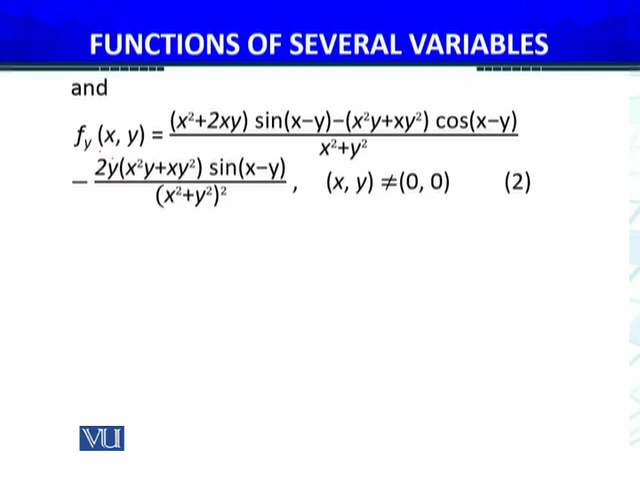 FUNCTIONS OF SEVERAL VARIABLES
and
f_y (x, y) = ((x²+2xy) sin(x−y)−(x²y+xy²) cos(x−y)) / (x²+y²)
− (2y(x²y+xy²) sin(x−y)) / (x²+y²)² , (x, y) ≠(0, 0) (2)
VU